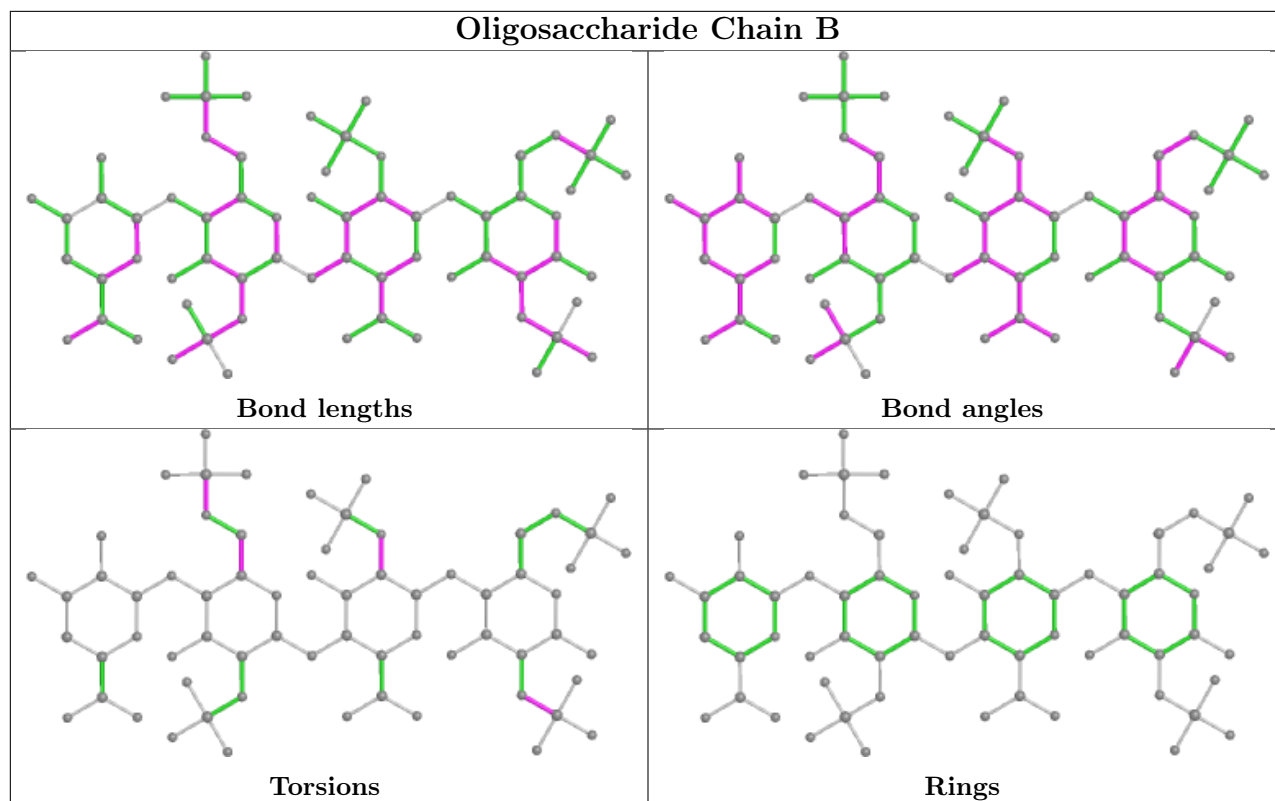 Oligosaccharide Chain B
Bond lengths
Bond angles
Torsions
Rings